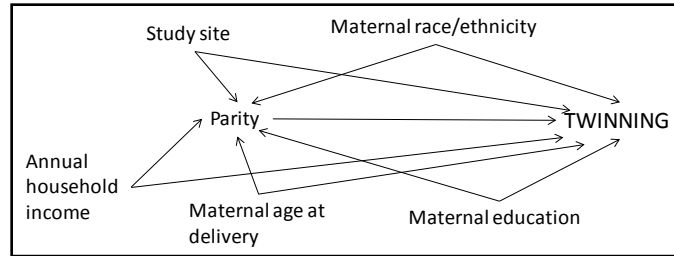 Study site
Maternal race/ethnicity
Parity
TWINNING
Annual
household
income
Maternal age at
delivery
Maternal education